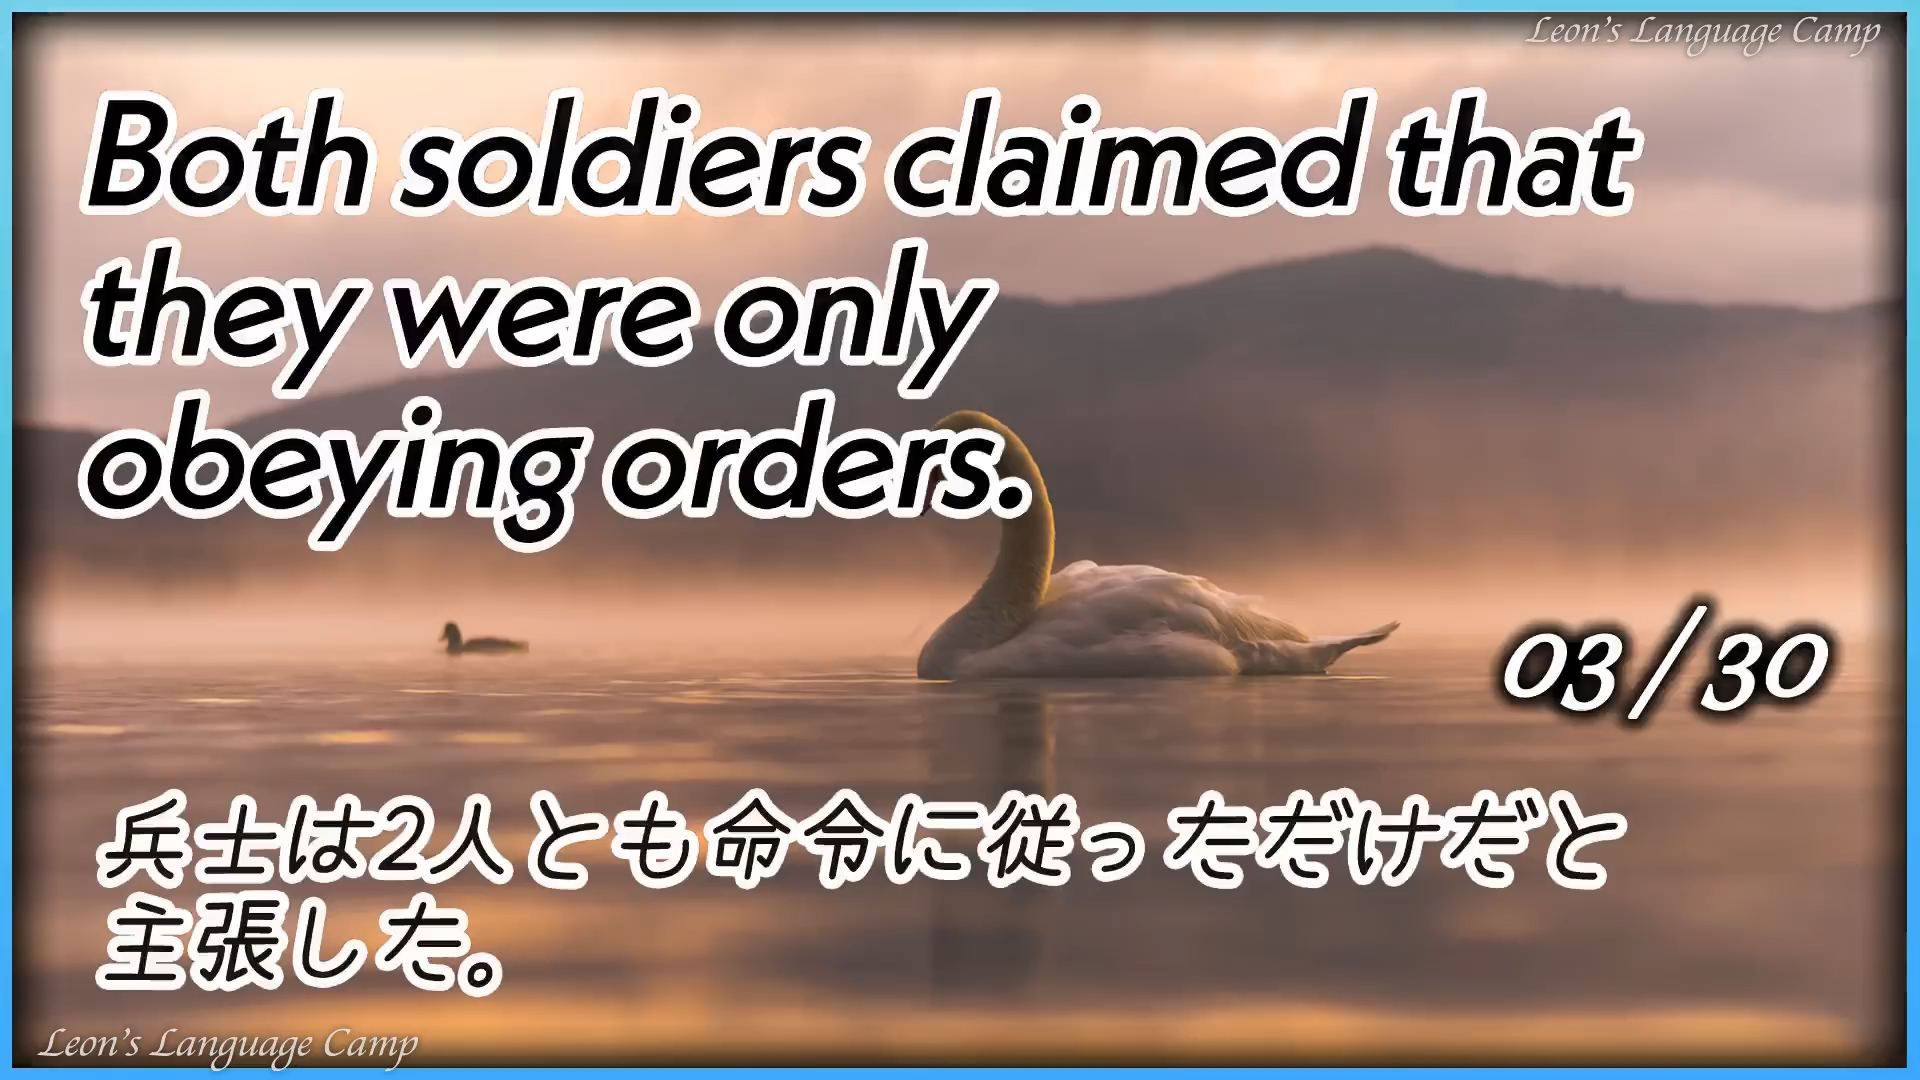 Leon's Language Camp
Both soldiers claimed that
they were only
obeying orders.
03/30
兵士は2人とも命令に従っただけだと
主張した。
Leon's Language Camp